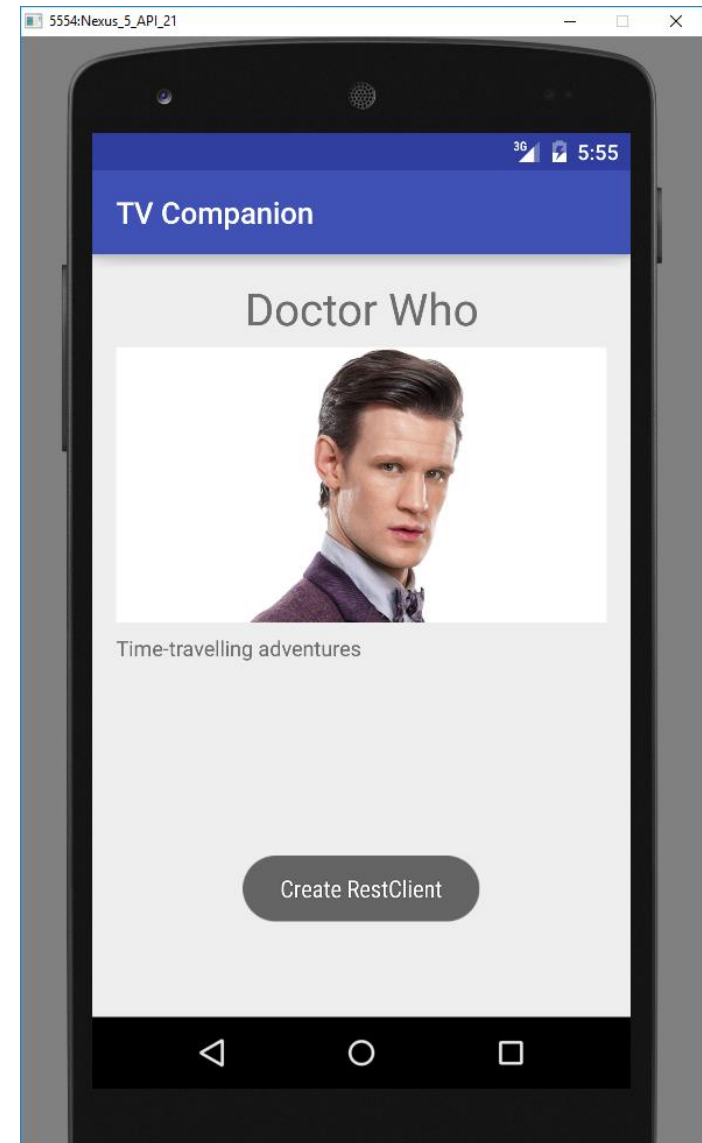 5554:Nexus_5_API_21
3G 5:55
TV Companion
Doctor Who
Time-travelling adventures
Create RestClient